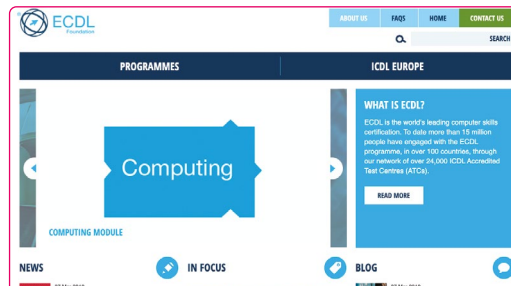 ECDL
Foundation
ABOUT US
FAQS
HOME
CONTACT US
SEARCH
PROGRAMMES
ICDL EUROPE
Computing
COMPUTING MODULE
WHAT IS ECDL?
ECDL is the world's leading computer skills
certification. To date more than 15 million
people have engaged with the ECDL
programme, in over 100 countries, through
our network of over 24,000 ICDL Accredited
Test Centres (ATCs).
READ MORE
NEWS
IN FOCUS
BLOG